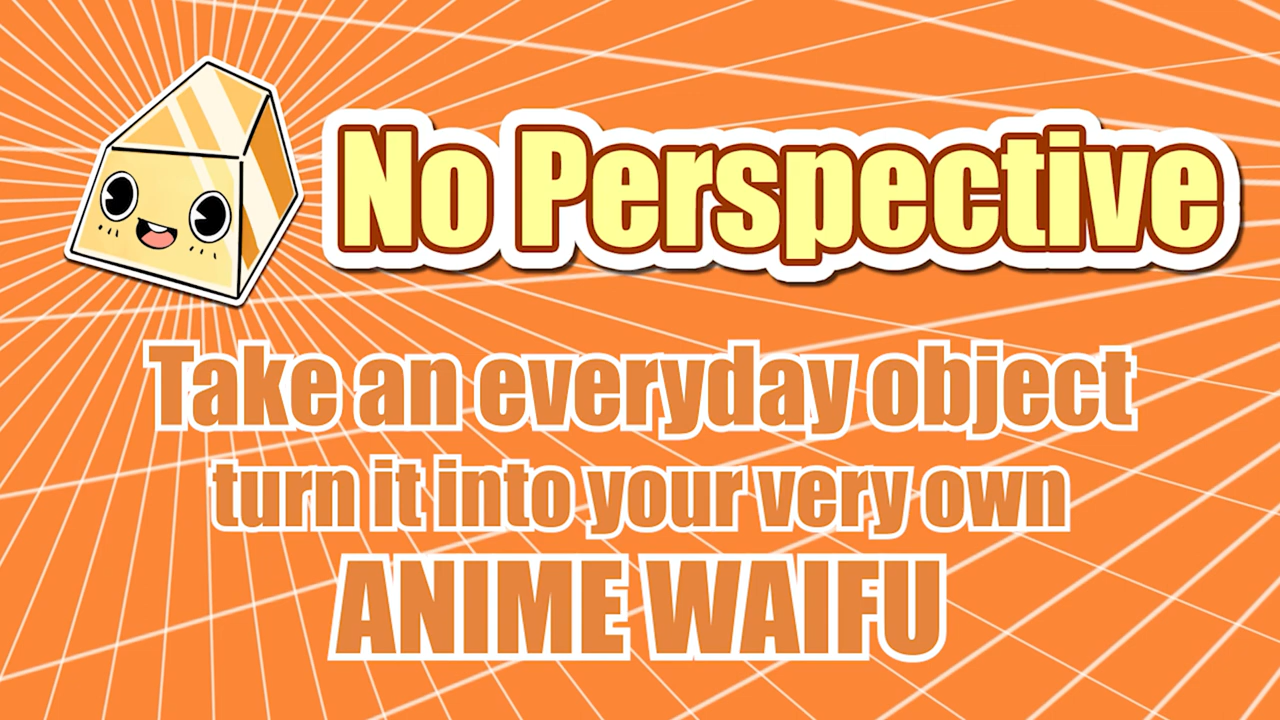 No Perspective
Take an everyday object
turn it into your very own
ANIME WAIFU